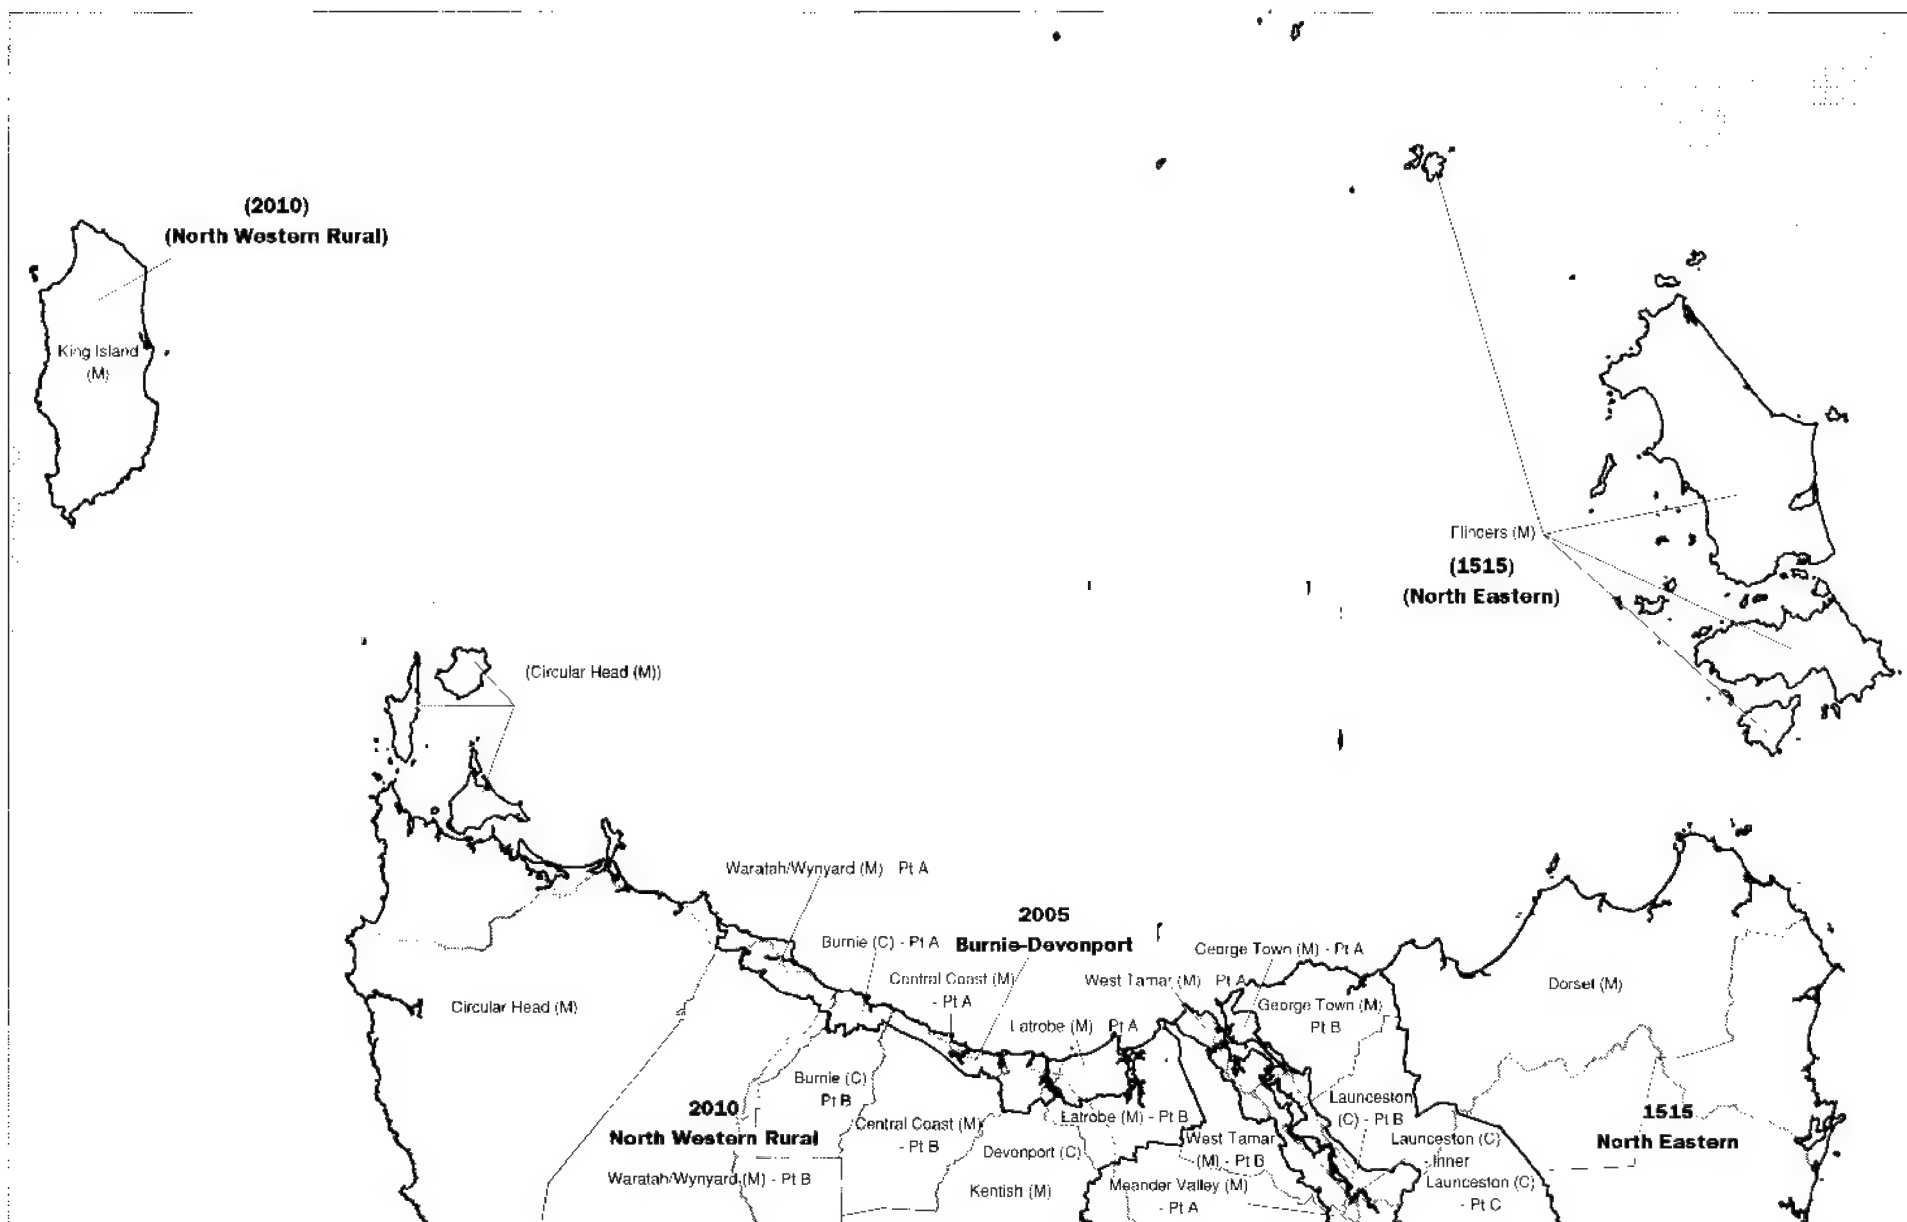 (2010)
(North Western Rural)
King Island
(M)
Flinders (M)
(1515)
(North Eastern)
(Circular Head (M))
Waratah/Wynyard (M) Pt A
2005
Burnie-Devonport
Burnie (C) - Pt A
George Town (M) - Pt A
Central Coast (M)
- Pt A
West Tamar (M) Pt A
George Town (M)
Pt B
Dorset (M)
Circular Head (M)
Latrobe (M) Pt A
Burnie (C)
Pt B
2010
North Western Rural
Central Coast (M)
- Pt B
Latrobe (M) - Pt B
Launceston
(C) - Pt B
1515
North Eastern
Devonport (C)
West Tamar
(M) - Pt B
Launceston (C)
- Inner
Waratah/Wynyard (M) - Pt B
Kentish (M)
Meander Valley (M)
- Pt A
Launceston (C)
- Pt C